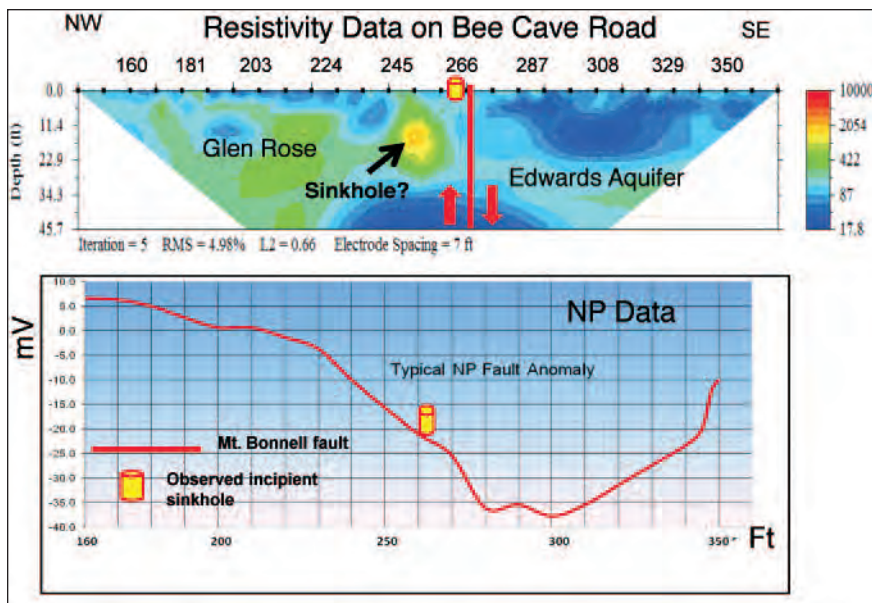 NW Resistivity Data on Bee Cave Road SE
160 181 203 224 245 266 287 308 329 350
0.0
11.4
22.9
34.3
45.7
Depth (ft)
Glen Rose
Sinkhole?
Edwards Aquifer
10000
2054
422
87
17.8
Iteration = 5 RMS = 4.98% L2 = 0.66 Electrode Spacing = 7 ft
10.0
5.0
0.0
-5.0
-10.0
-15.0
-20.0
-25.0
-30.0
-35.0
-40.0
mV
NP Data
Typical NP Fault Anomaly
Mt. Bonnell fault
Observed incipient
sinkhole
160 200 250 300 350 Ft